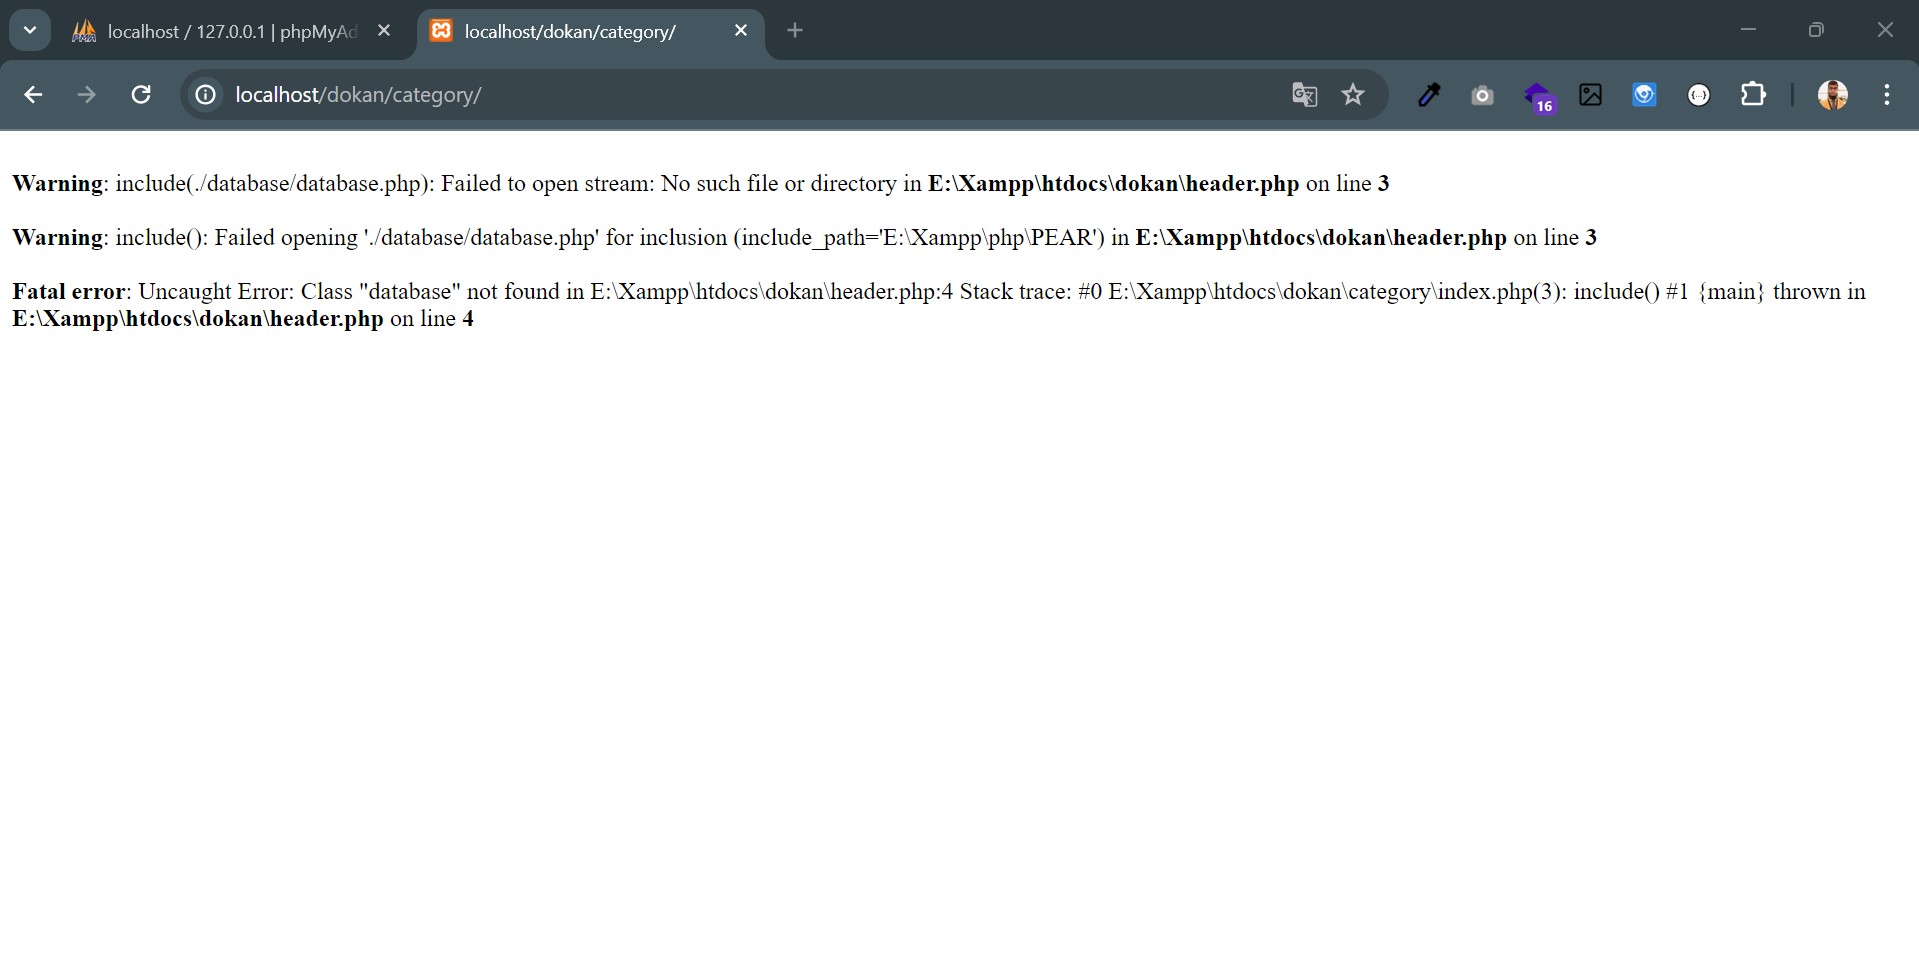 localhost / 127.0.0.1 | phpMyAd
localhost/dokan/category/
localhost/dokan/category/
16
Warning: include(./database/database.php): Failed to open stream: No such file or directory in E:\Xampp\htdocs\dokan\header.php on line 3
Warning: include(): Failed opening './database/database.php' for inclusion (include_path='E:\Xampp\php\PEAR') in E:\Xampp\htdocs\dokan\header.php on line 3
Fatal error: Uncaught Error: Class "database" not found in E:\Xampp\htdocs\dokan\header.php:4 Stack trace: #0 E:\Xampp\htdocs\dokan\category\index.php(3): include() #1 {main} thrown in
E:\Xampp\htdocs\dokan\header.php on line 4